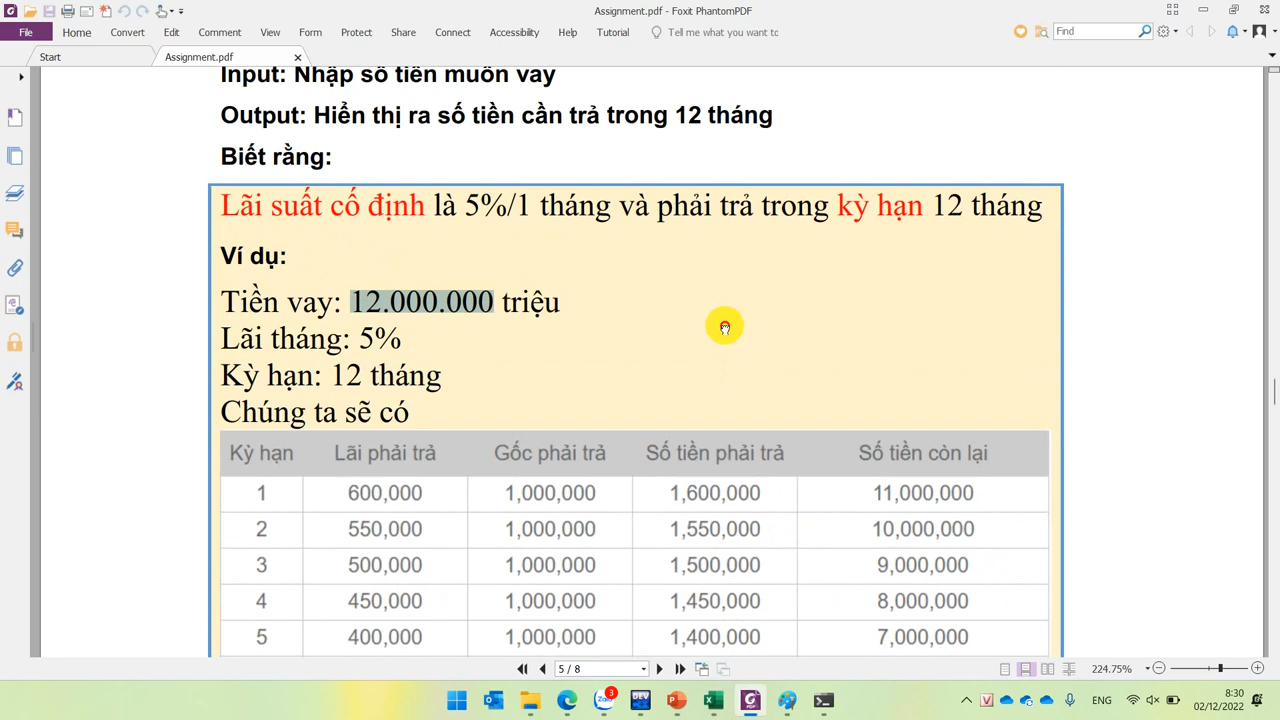 Assignment.pdf - Foxit PhantomPDF
File Home Convert Edit Comment View Form Protect Share Connect Accessibility Help Tutorial Tell me what you want to Find
Start Assignment.pdf
Input: Nhập số tiền muốn vay
Output: Hiển thị ra số tiền cần trả trong 12 tháng
Biết rằng:
Lãi suất cố định là 5%/1 tháng và phải trả trong kỳ hạn 12 tháng
Ví dụ:
Tiền vay: 12.000.000 triệu
Lãi tháng: 5%
Kỳ hạn: 12 tháng
Chúng ta sẽ có
Kỳ hạn Lãi phải trả Gốc phải trả Số tiền phải trả Số tiền còn lại
1 600,000 1,000,000 1,600,000 11,000,000
2 550,000 1,000,000 1,550,000 10,000,000
3 500,000 1,000,000 1,500,000 9,000,000
4 450,000 1,000,000 1,450,000 8,000,000
5 400,000 1,000,000 1,400,000 7,000,000
5 / 8 224.75%
3 DEV ENG 8:30
02/12/2022